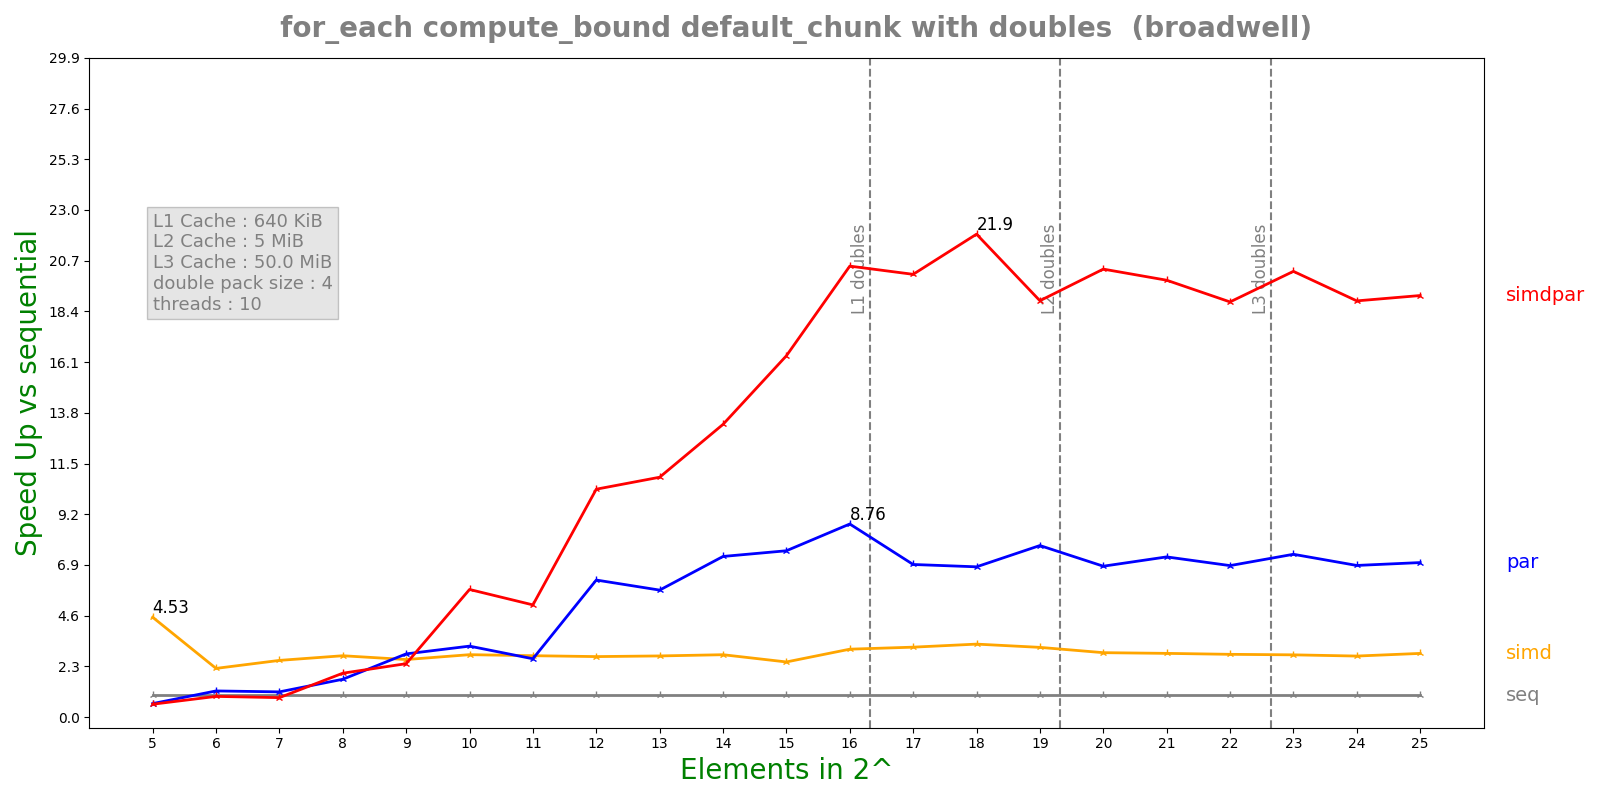 for_each compute_bound default_chunk with doubles (broadwell)
Speed Up vs sequential
29.9
27.6
25.3
23.0
20.7
18.4
16.1
13.8
11.5
9.2
6.9
4.6
2.3
0.0
L1 Cache : 640 KiB
L2 Cache : 5 MiB
L3 Cache : 50.0 MiB
double pack size : 4
threads : 10
4.53
8.76
21.9
L1 doubles
L2 doubles
L3 doubles
simdpar
par
simd
seq
5 6 7 8 9 10 11 12 13 14 15 16 17 18 19 20 21 22 23 24 25
Elements in 2^